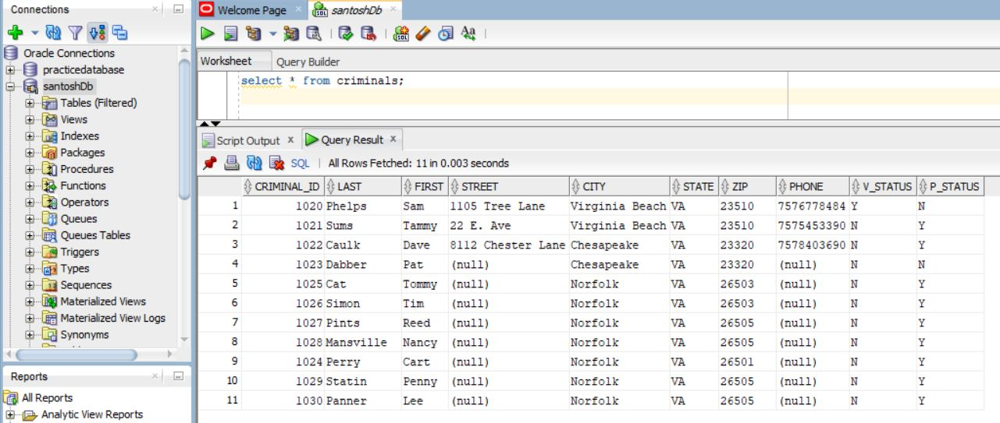 Connections
Oracle Connections
practicedatabase
santoshDb
Tables (Filtered)
Views
Indexes
Packages
Procedures
Functions
Operators
Queues
Queues Tables
Triggers
Types
Sequences
Materialized Views
Materialized View Logs
Synonyms
Reports
All Reports
Analytic View Reports
Welcome Page santoshDb
Worksheet Query Builder
select * from criminals;
Script Output Query Result
SQL All Rows Fetched: 11 in 0.003 seconds
CRIMINAL_ID LAST FIRST STREET CITY STATE ZIP PHONE V_STATUS P_STATUS
1 1020 Phelps Sam 1105 Tree Lane Virginia Beach VA 23510 7576778484 Y N
2 1021 Sums Tammy 22 E. Ave Virginia Beach VA 23510 7575453390 N Y
3 1022 Caulk Dave 8112 Chester Lane Chesapeake VA 23320 7578403690 N Y
4 1023 Dabber Pat (null) Chesapeake VA 23320 (null) N N
5 1025 Cat Tommy (null) Norfolk VA 26503 (null) N Y
6 1026 Simon Tim (null) Norfolk VA 26503 (null) N Y
7 1027 Pints Reed (null) Norfolk VA 26505 (null) N Y
8 1028 Mansville Nancy (null) Norfolk VA 26505 (null) N Y
9 1024 Perry Cart (null) Norfolk VA 26501 (null) N Y
10 1029 Statin Penny (null) Norfolk VA 26505 (null) N Y
11 1030 Panner Lee (null) Norfolk VA 26505 (null) N Y